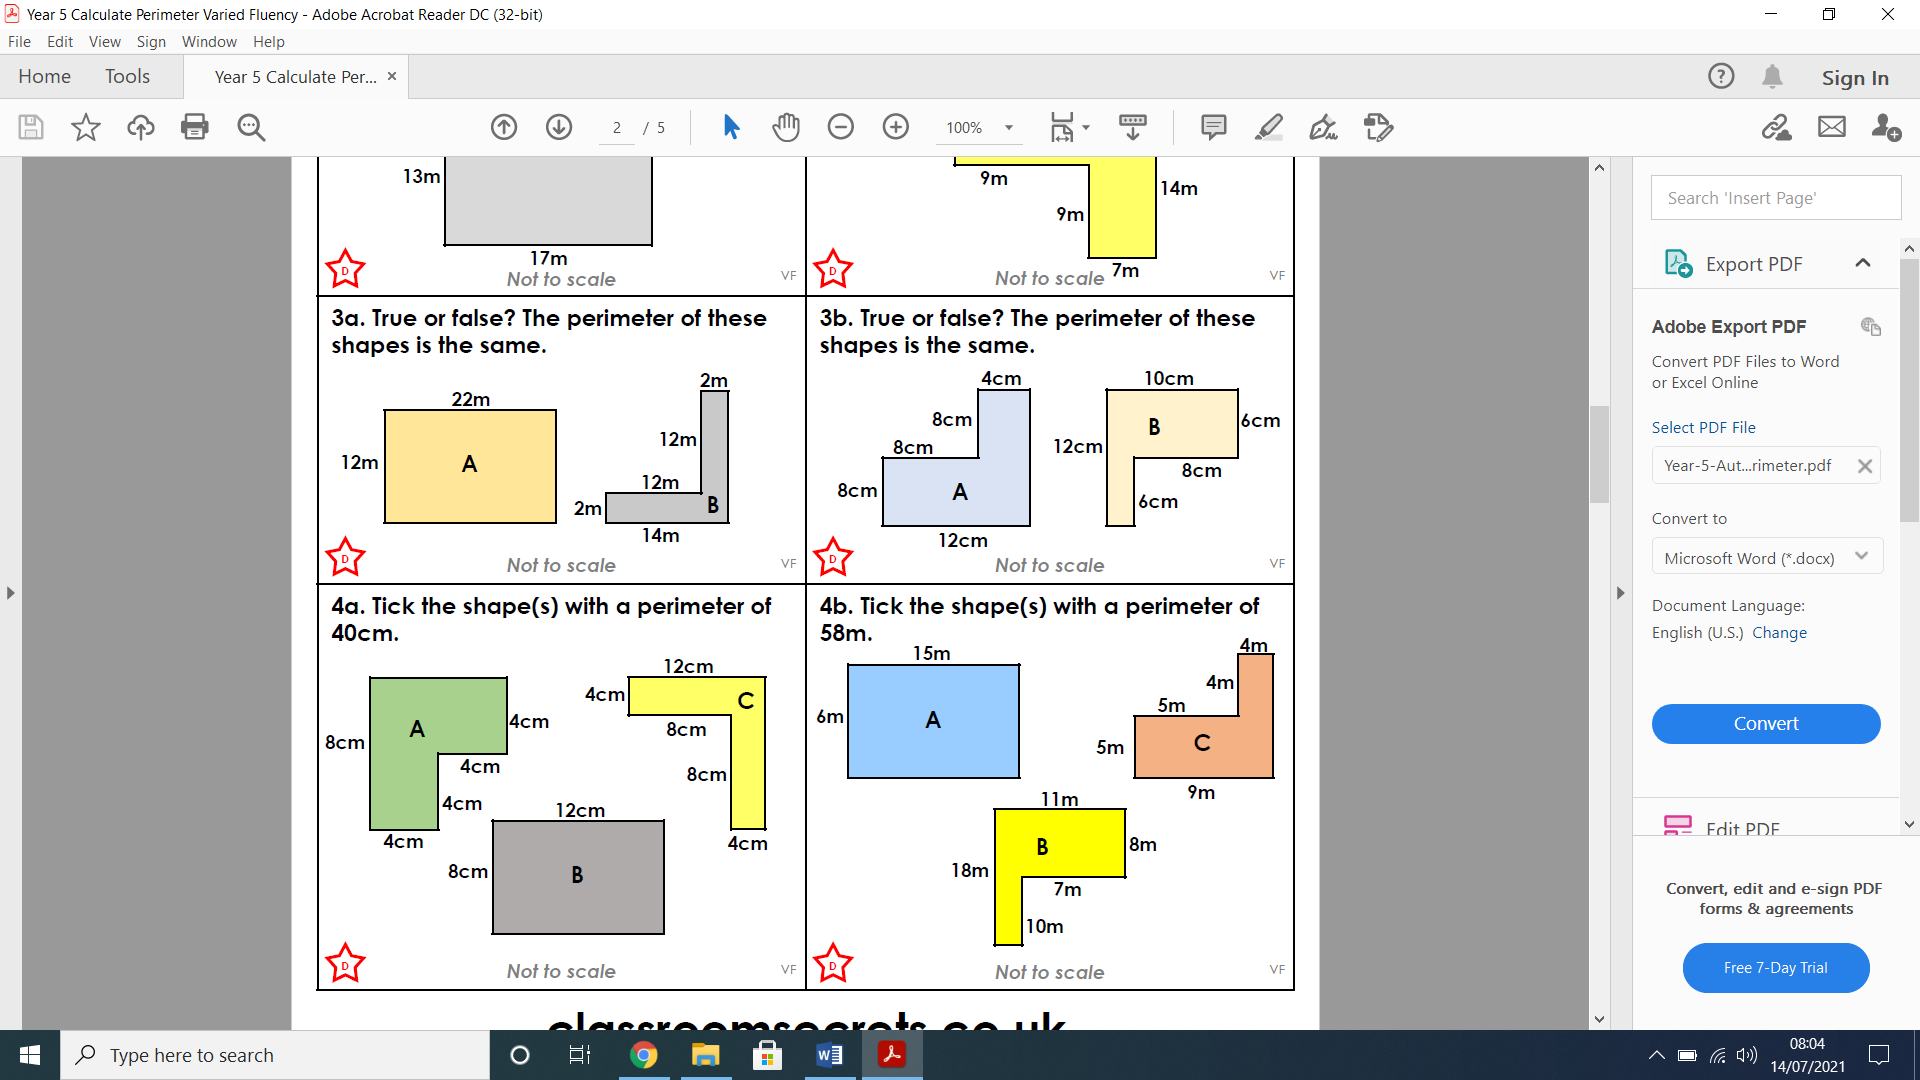 Year 5 Calculate Perimeter Varied Fluency - Adobe Acrobat Reader DC (32-bit)
File Edit View Sign Window Help
Home Tools Year 5 Calculate Per... × Sign In
2 / 5 100%
13m
17m
Not to scale
D
VF
9m
14m
9m
7m
Not to scale
D
VF
3a. True or false? The perimeter of these
shapes is the same.
22m
12m
A
2m
12m
12m
2m
B
14m
D
Not to scale
VF
3b. True or false? The perimeter of these
shapes is the same.
4cm
8cm
8cm
8cm
A
12cm
10cm
B
6cm
12cm
8cm
6cm
D
Not to scale
VF
4a. Tick the shape(s) with a perimeter of
40cm.
A
8cm
4cm
4cm
4cm
4cm
12cm
4cm
C
8cm
8cm
4cm
12cm
8cm
B
D
Not to scale
VF
4b. Tick the shape(s) with a perimeter of
58m.
15m
6m
A
4m
4m
5m
5m
C
9m
11m
B
8m
18m
7m
10m
D
Not to scale
VF
classroomsecrets.co.uk
Search 'Insert Page'
Export PDF
Adobe Export PDF
Convert PDF Files to Word
or Excel Online
Select PDF File
Year-5-Aut...rimeter.pdf
Convert to
Microsoft Word (*.docx)
Document Language:
English (U.S.) Change
Convert
Edit PDF
Convert, edit and e-sign PDF
forms & agreements
Free 7-Day Trial
Type here to search
08:04
14/07/2021